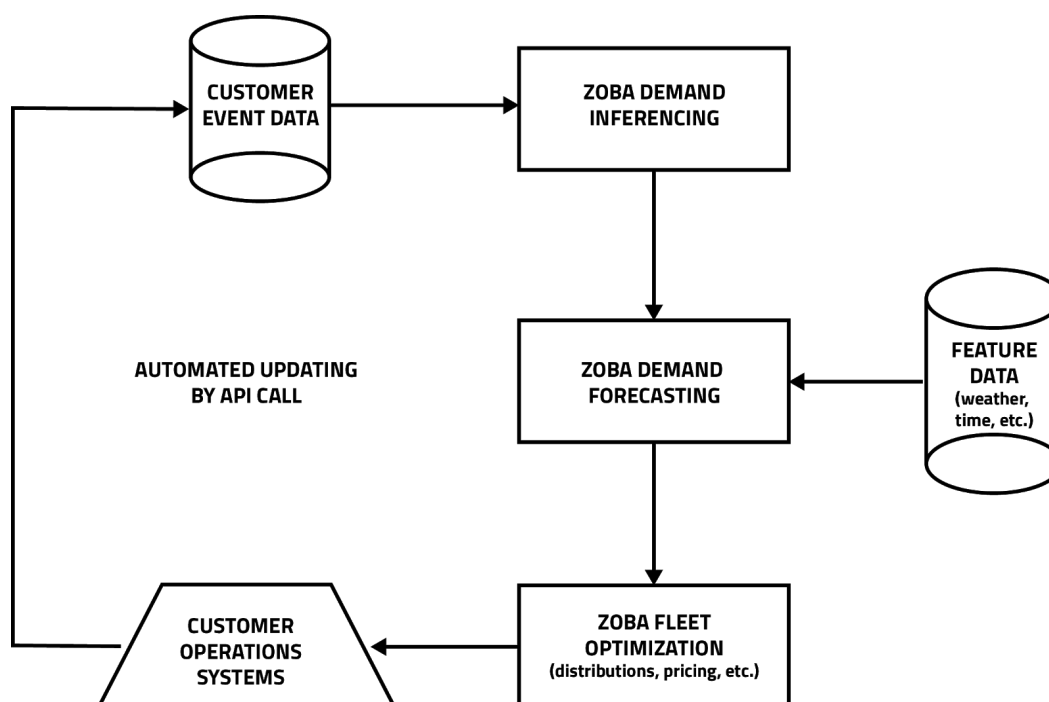 CUSTOMER
EVENT DATA
ZOBA DEMAND
INFERENCING
AUTOMATED UPDATING
BY API CALL
ZOBA DEMAND
FORECASTING
FEATURE
DATA
(weather,
time, etc.)
CUSTOMER
OPERATIONS
SYSTEMS
ZOBA FLEET
OPTIMIZATION
(distributions, pricing, etc.)